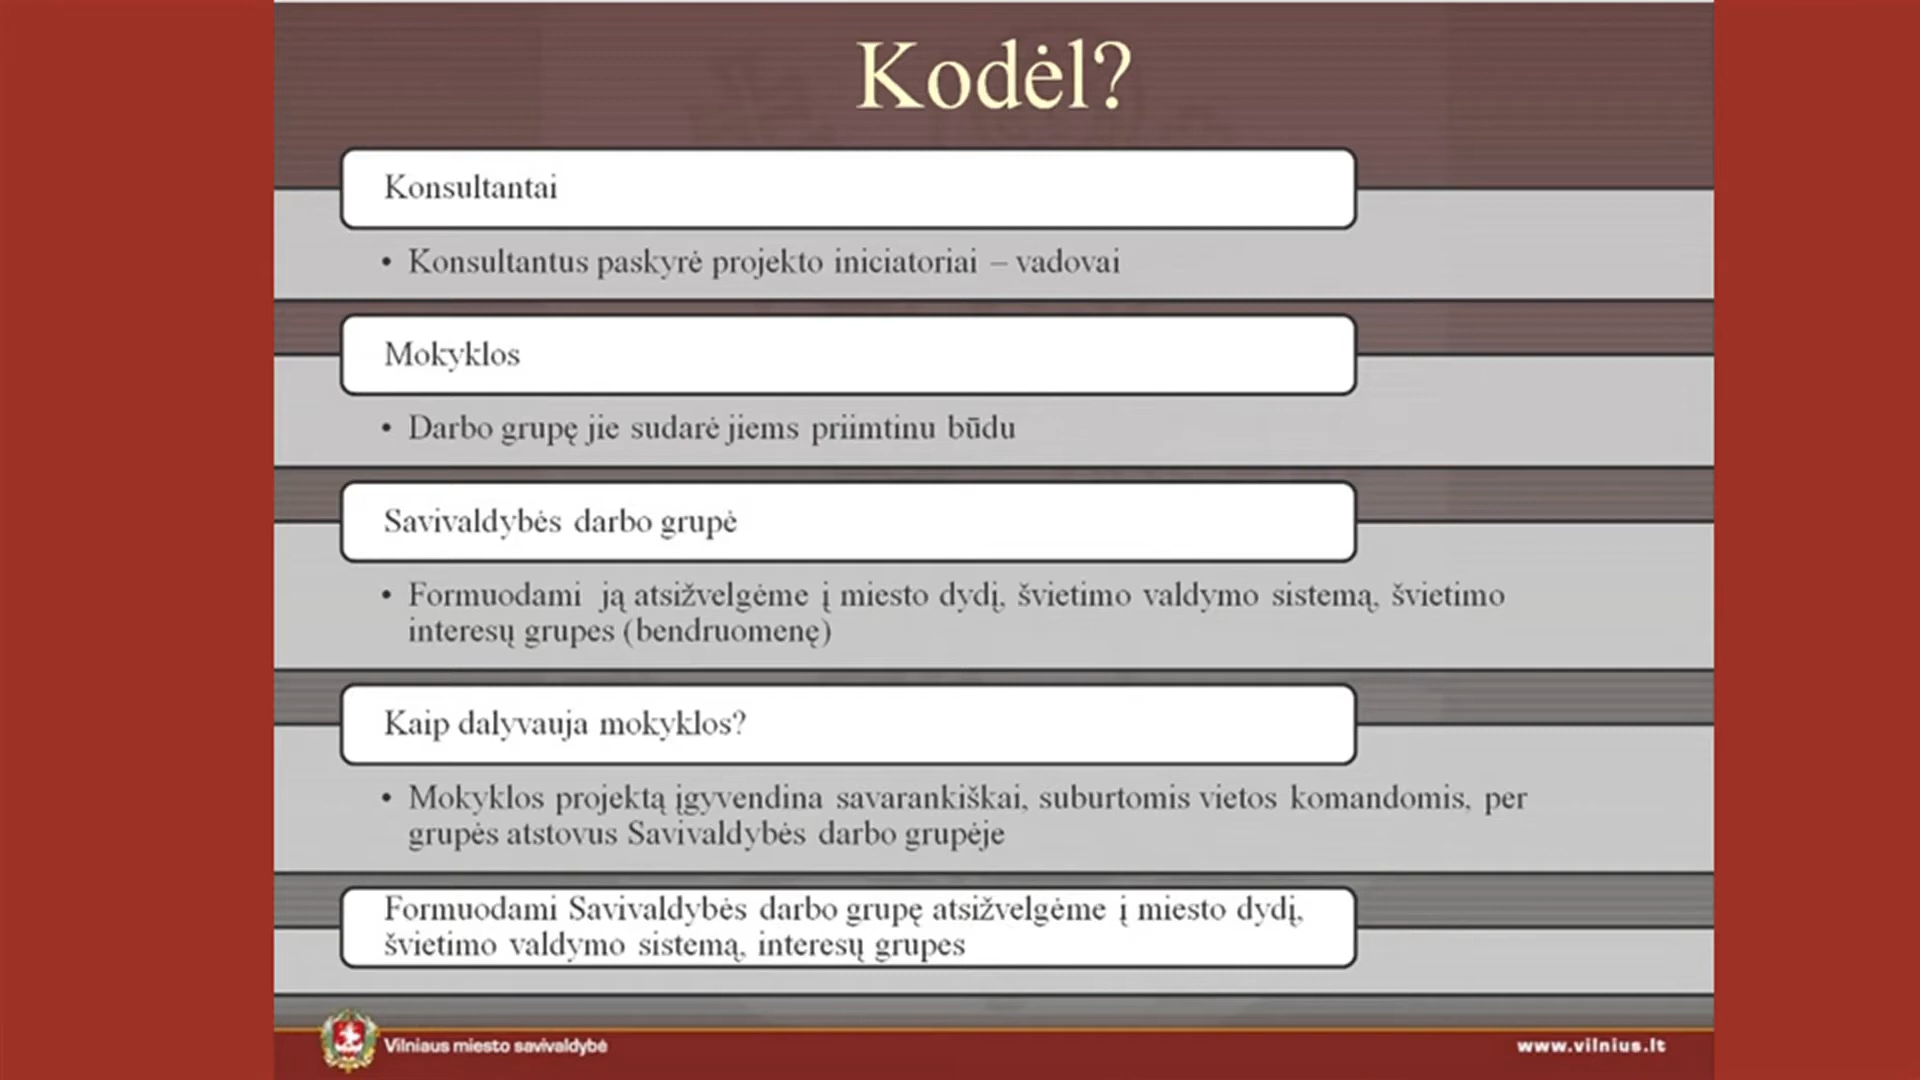 Kodėl?
Konsultantai
• Konsultantus paskyrė projekto iniciatoriai – vadovai
Mokyklos
• Darbo grupę jie sudarė jiems priimtinu būdu
Savivaldybės darbo grupė
• Formuodami ją atsižvelgėme į miesto dydį, švietimo valdymo sistemą, švietimo
interesų grupes (bendruomenę)
Kaip dalyvauja mokyklos?
• Mokyklos projektą įgyvendina savarankiškai, suburtomis vietos komandomis, per
grupės atstovus Savivaldybės darbo grupėje
Formuodami Savivaldybės darbo grupę atsižvelgėme į miesto dydį,
švietimo valdymo sistemą, interesų grupes
Vilniaus miesto savivaldybė
www.vilnius.lt